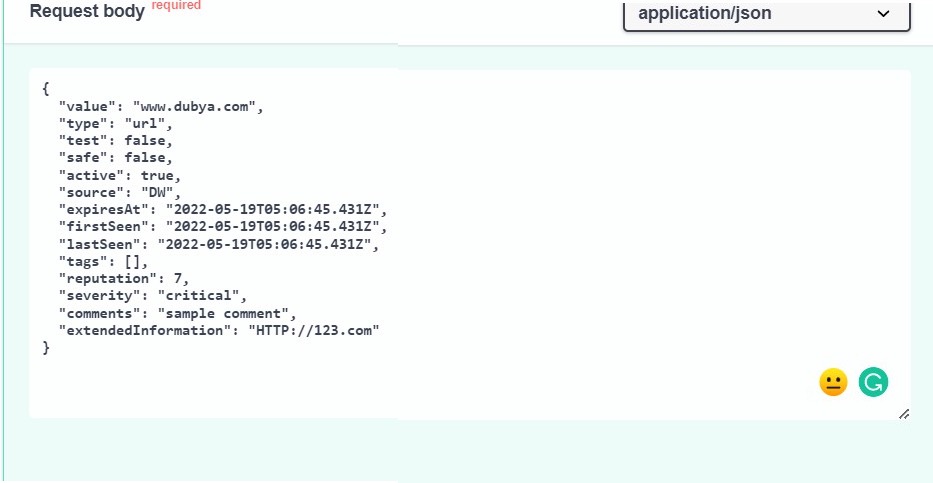 Request body required
application/json
{
"value": "www.dubya.com",
"type": "url",
"test": false,
"safe": false,
"active": true,
"source": "DW",
"expiresAt": "2022-05-19T05:06:45.431Z",
"firstSeen": "2022-05-19T05:06:45.431Z",
"lastSeen": "2022-05-19T05:06:45.431Z",
"tags": [],
"reputation": 7,
"severity": "critical",
"comments": "sample comment",
"extendedInformation": "HTTP://123.com"
}